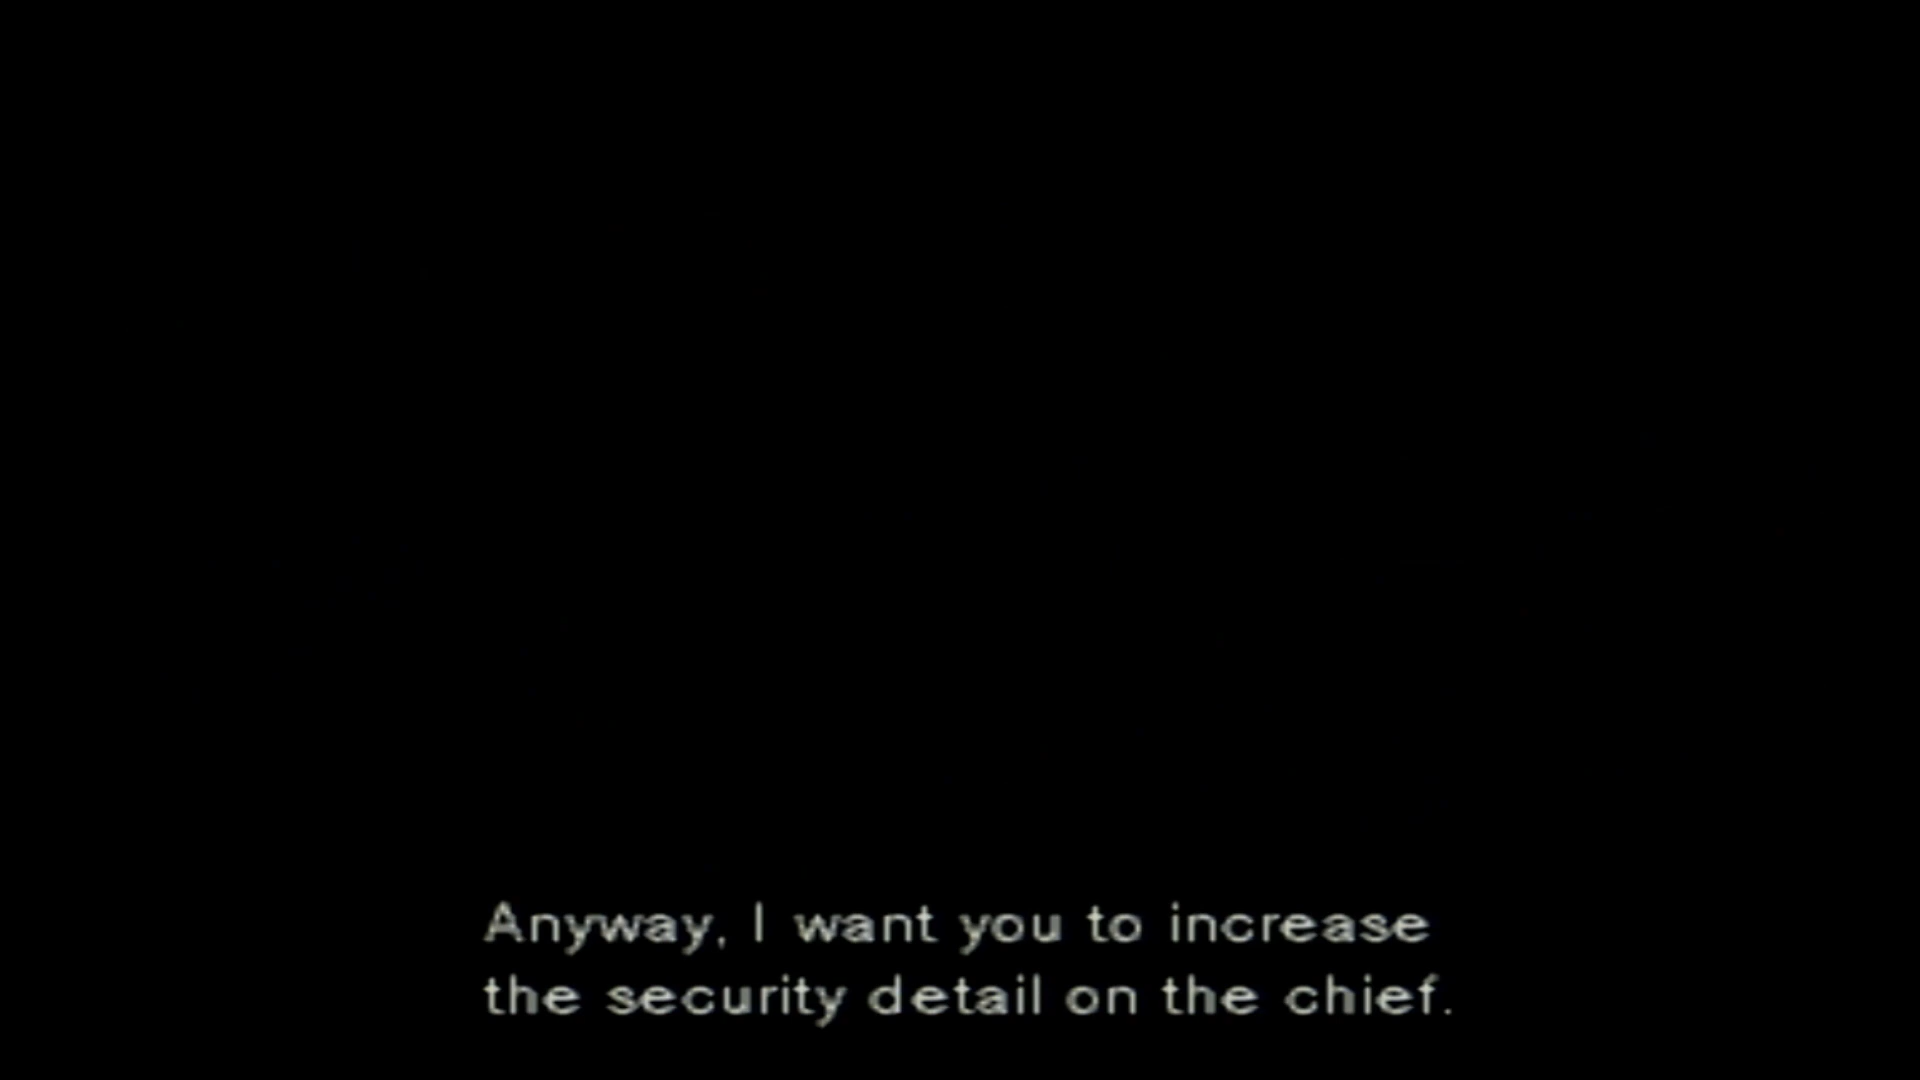 Anyway, I want you to increase
the security detail on the chief.